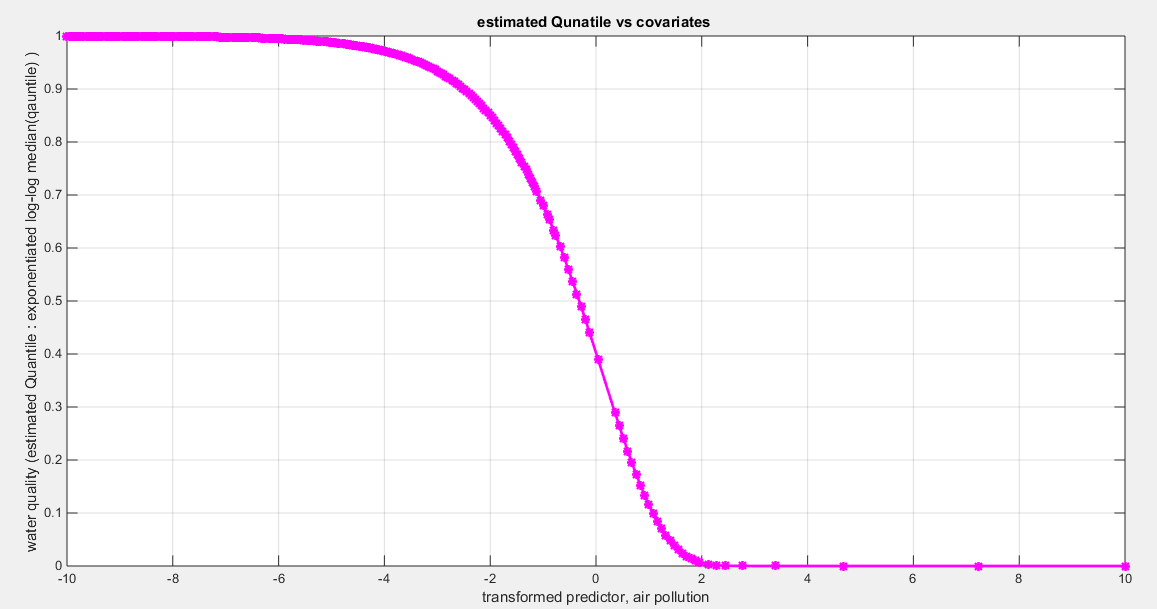 estimated Qunatile vs covariates
water quality (estimated Quantile : exponentiated log-log median(qauntile) )
1
0.9
0.8
0.7
0.6
0.5
0.4
0.3
0.2
0.1
0
-10 -8 -6 -4 -2 0 2 4 6 8 10
transformed predictor, air pollution